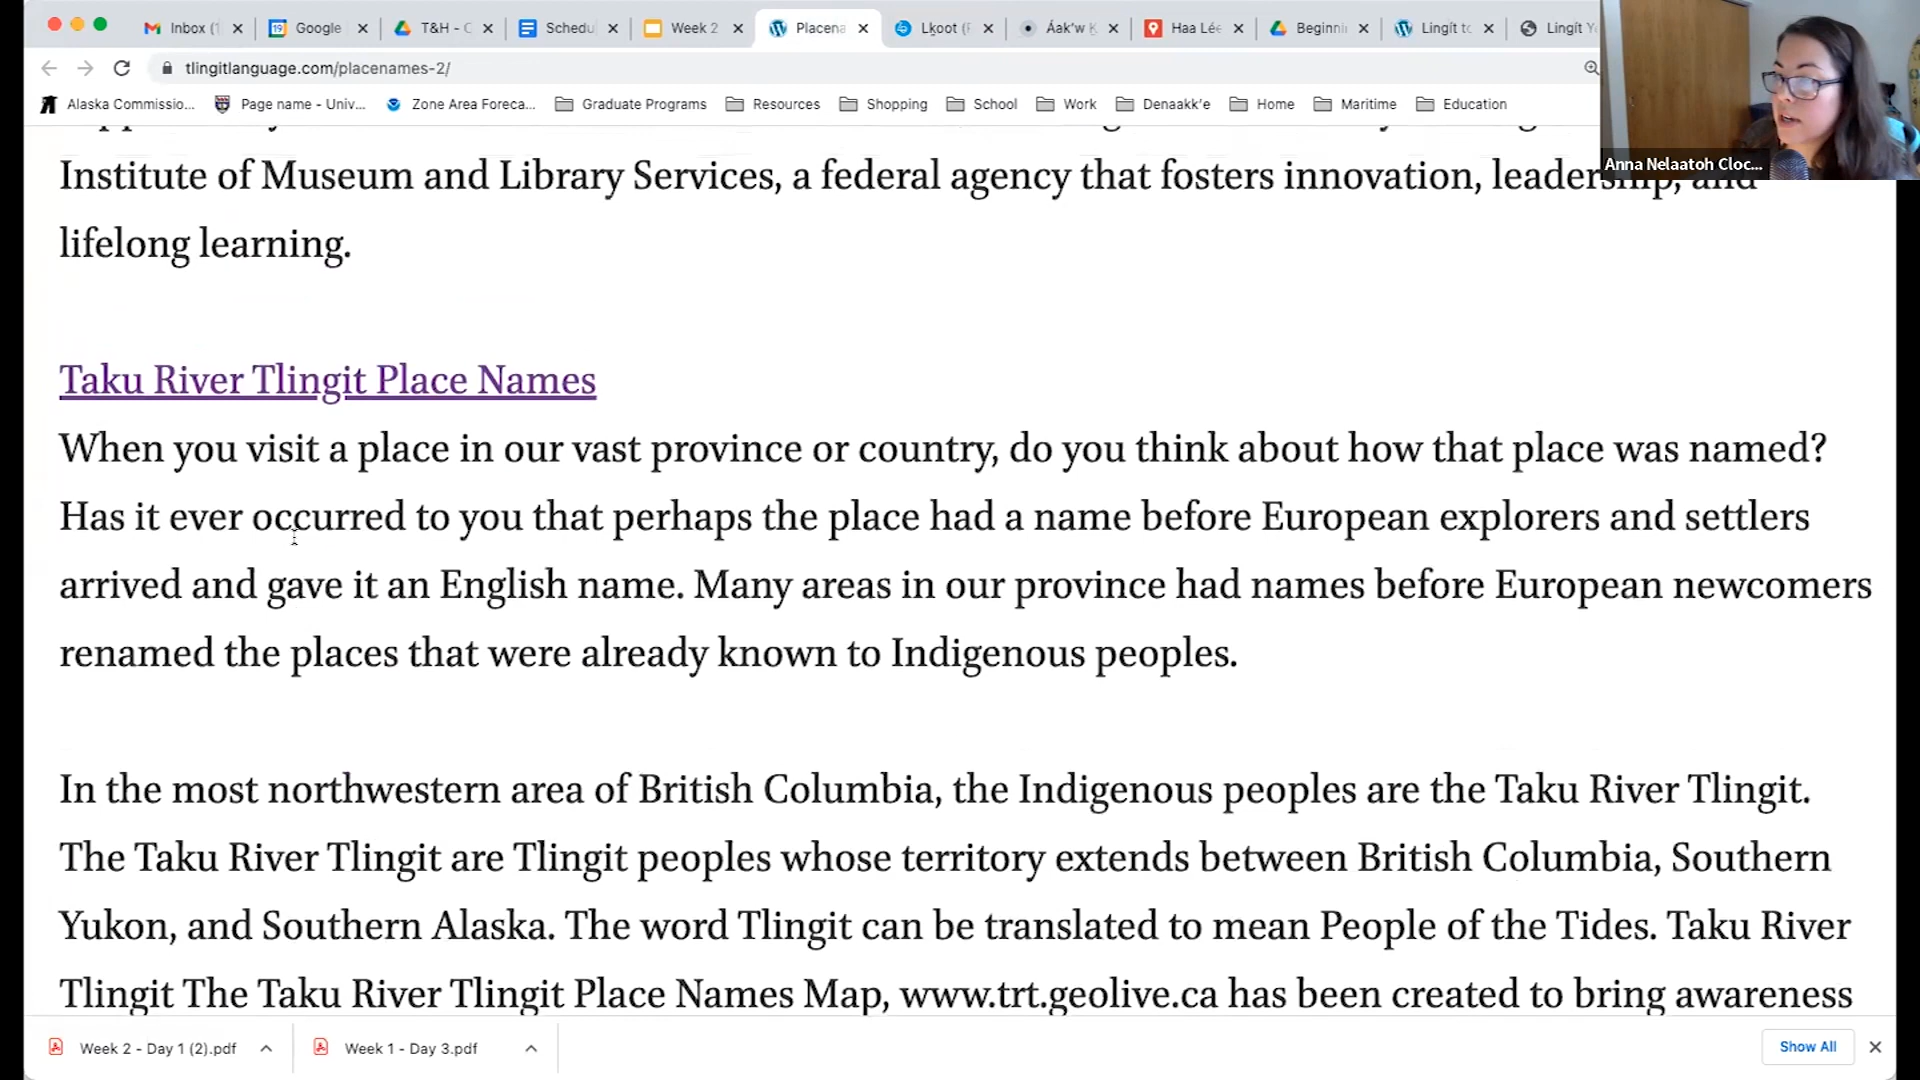 Inbox (1
Google
T&H - C
Schedu
Week 2
Placena
Lḵoot (F
Áak'w Ḵ
Haa Lée
Beginni
Lingít to
Lingít Y
tlingitlanguage.com/placenames-2/
Alaska Commissio...
Page name - Univ...
Zone Area Foreca...
Graduate Programs
Resources
Shopping
School
Work
Denaakk'e
Home
Maritime
Education
Anna Nelaatoh Cloc...
Institute of Museum and Library Services, a federal agency that fosters innovation, leadership, and
lifelong learning.
Taku River Tlingit Place Names
When you visit a place in our vast province or country, do you think about how that place was named?
Has it ever occurred to you that perhaps the place had a name before European explorers and settlers
arrived and gave it an English name. Many areas in our province had names before European newcomers
renamed the places that were already known to Indigenous peoples.
In the most northwestern area of British Columbia, the Indigenous peoples are the Taku River Tlingit.
The Taku River Tlingit are Tlingit peoples whose territory extends between British Columbia, Southern
Yukon, and Southern Alaska. The word Tlingit can be translated to mean People of the Tides. Taku River
Tlingit The Taku River Tlingit Place Names Map, www.trt.geolive.ca has been created to bring awareness
Week 2 - Day 1 (2).pdf
Week 1 - Day 3.pdf
Show All